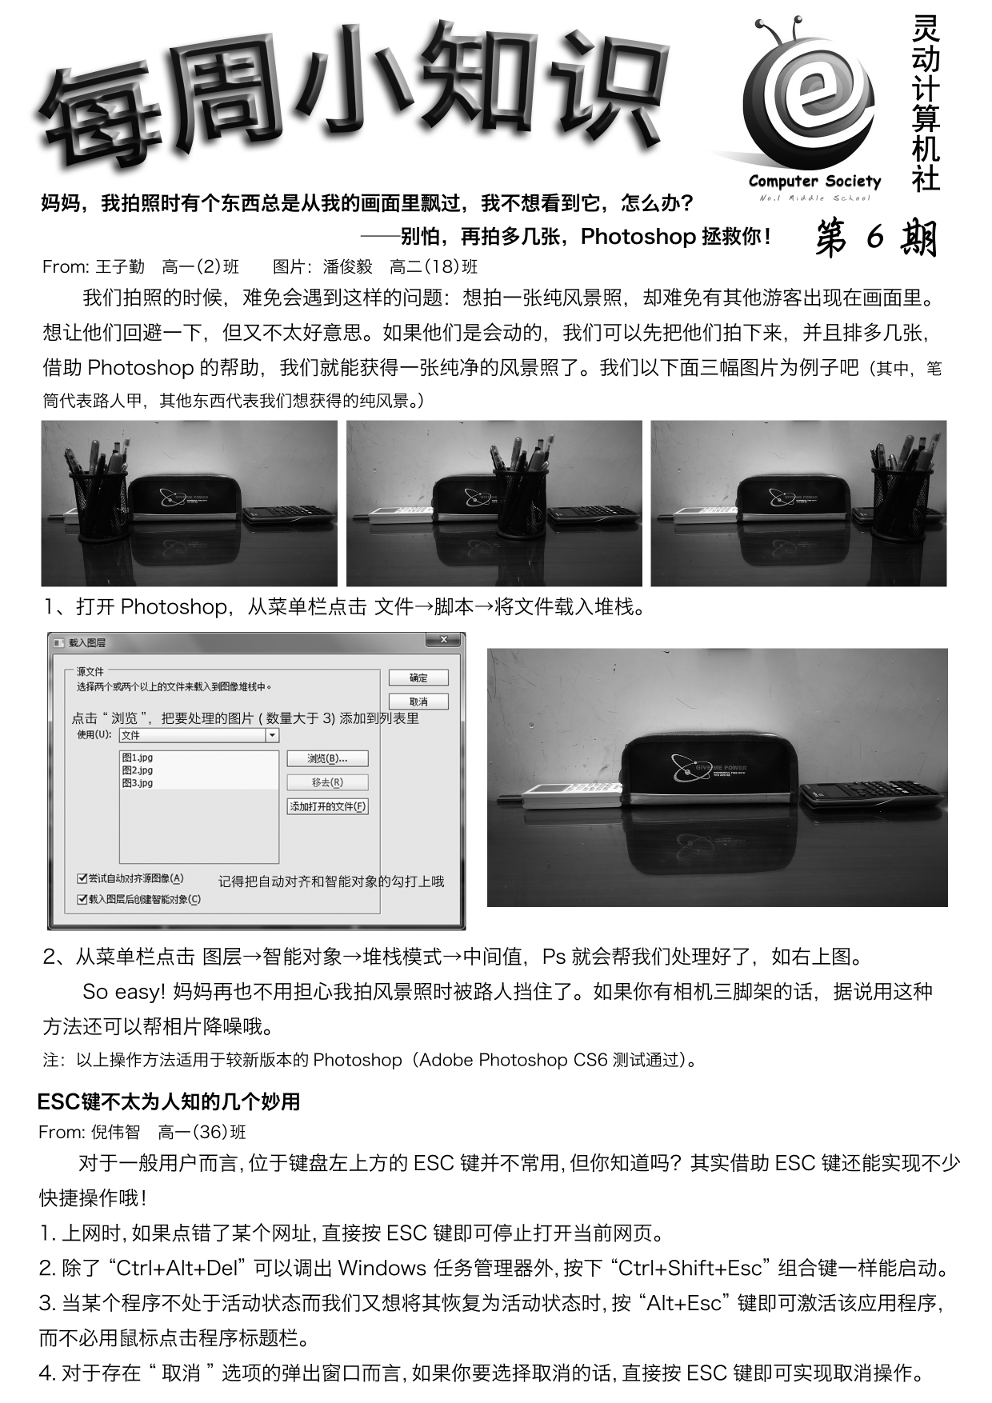 每周小知识
Computer Society
No.1 Middle School
灵动计算机社
第 6 期
妈妈，我拍照时有个东西总是从我的画面里飘过，我不想看到它，怎么办？
——别怕，再拍多几张，Photoshop 拯救你！
From: 王子勤　高一(2)班　　图片：潘俊毅　高二(18)班
我们拍照的时候，难免会遇到这样的问题：想拍一张纯风景照，却难免有其他游客出现在画面里。
想让他们回避一下，但又不太好意思。如果他们是会动的，我们可以先把他们拍下来，并且排多几张，
借助 Photoshop 的帮助，我们就能获得一张纯净的风景照了。我们以下面三幅图片为例子吧（其中，笔
筒代表路人甲，其他东西代表我们想获得的纯风景。）
1、打开 Photoshop，从菜单栏点击 文件→脚本→将文件载入堆栈。
载入图层
源文件
选择两个或两个以上的文件来载入到图像堆栈中。
点击 “ 浏览 ”，把要处理的图片 ( 数量大于 3) 添加到列表里
使用(U): 文件
图1.jpg
图2.jpg
图3.jpg
确定
取消
浏览(B)...
移去(R)
添加打开的文件(F)
尝试自动对齐源图像(A)
记得把自动对齐和智能对象的勾打上哦
载入图层后创建智能对象(C)
GIVE ME POWER
2、从菜单栏点击 图层→智能对象→堆栈模式→中间值，Ps 就会帮我们处理好了，如右上图。
So easy! 妈妈再也不用担心我拍风景照时被路人挡住了。如果你有相机三脚架的话，据说用这种
方法还可以帮相片降噪哦。
注：以上操作方法适用于较新版本的 Photoshop（Adobe Photoshop CS6 测试通过）。
ESC键不太为人知的几个妙用
From: 倪伟智　高一(36)班
对于一般用户而言，位于键盘左上方的 ESC 键并不常用，但你知道吗？其实借助 ESC 键还能实现不少
快捷操作哦！
1. 上网时，如果点错了某个网址，直接按 ESC 键即可停止打开当前网页。
2. 除了 “Ctrl+Alt+Del” 可以调出 Windows 任务管理器外，按下 “Ctrl+Shift+Esc” 组合键一样能启动。
3. 当某个程序不处于活动状态而我们又想将其恢复为活动状态时，按 “Alt+Esc” 键即可激活该应用程序，
而不必用鼠标点击程序标题栏。
4. 对于存在 “ 取消 ” 选项的弹出窗口而言，如果你要选择取消的话，直接按 ESC 键即可实现取消操作。